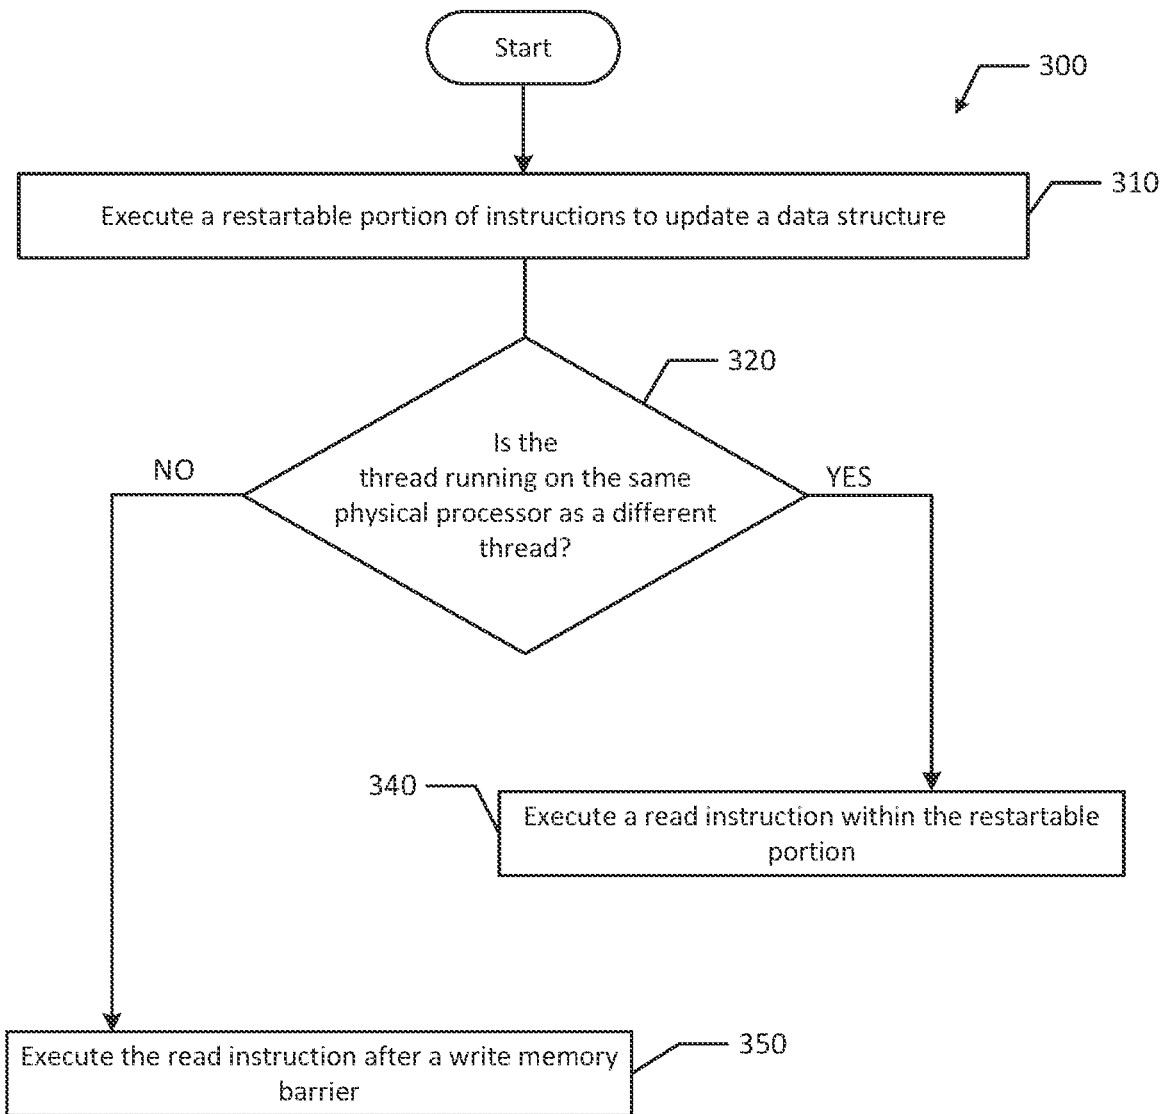 Start
300
310
Execute a restartable portion of instructions to update a data structure
320
Is the
NO
thread running on the same
YES
physical processor as a different
thread?
340
Execute a read instruction within the restartable
portion
350
Execute the read instruction after a write memory
barrier